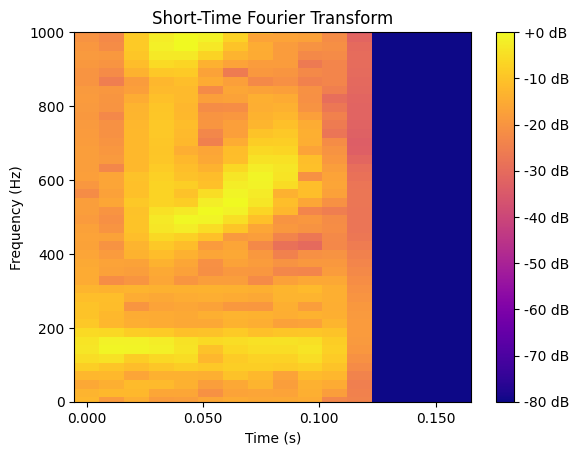 Short-Time Fourier Transform
1000
800
600
400
200
0
Frequency (Hz)
0.000
0.050
0.100
0.150
Time (s)
+0 dB
-10 dB
-20 dB
-30 dB
-40 dB
-50 dB
-60 dB
-70 dB
-80 dB